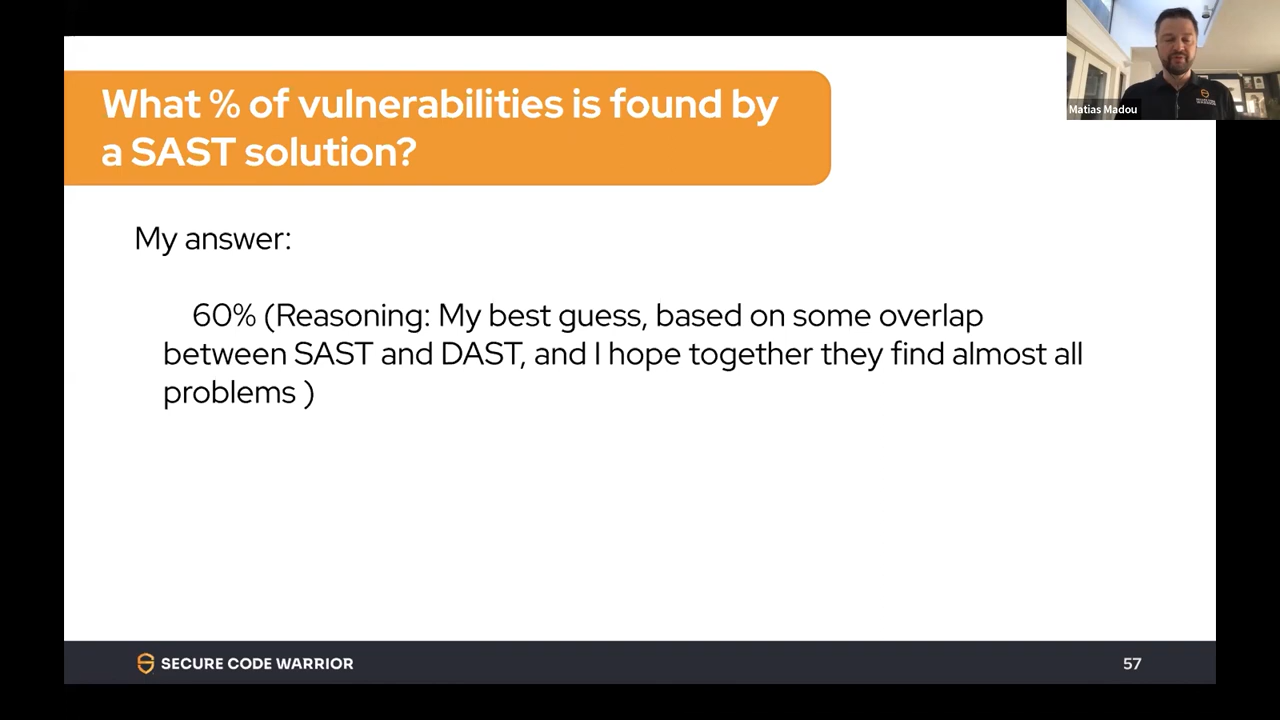 What % of vulnerabilities is found by
a SAST solution?
Matias Madou
My answer:
60% (Reasoning: My best guess, based on some overlap
between SAST and DAST, and I hope together they find almost all
problems )
SECURE CODE WARRIOR
57